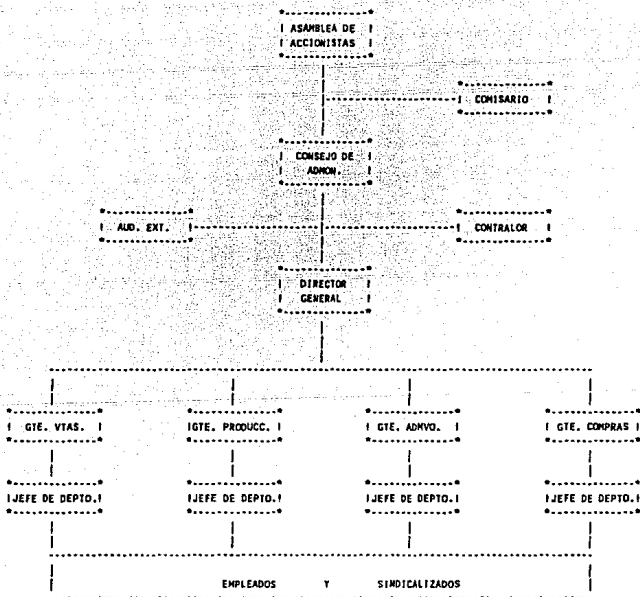 ASAMBLEA DE
ACCIONISTAS
COMISARIO
CONSEJO DE
ADMON.
AUD. EXT.
CONTRALOR
DIRECTOR
GENERAL
GTE. VTAS.
GTE. PRODUCC.
GTE. ADMVO.
GTE. COMPRAS
JEFE DE DEPTO.
JEFE DE DEPTO.
JEFE DE DEPTO.
JEFE DE DEPTO.
EMPLEADOS Y SINDICALIZADOS